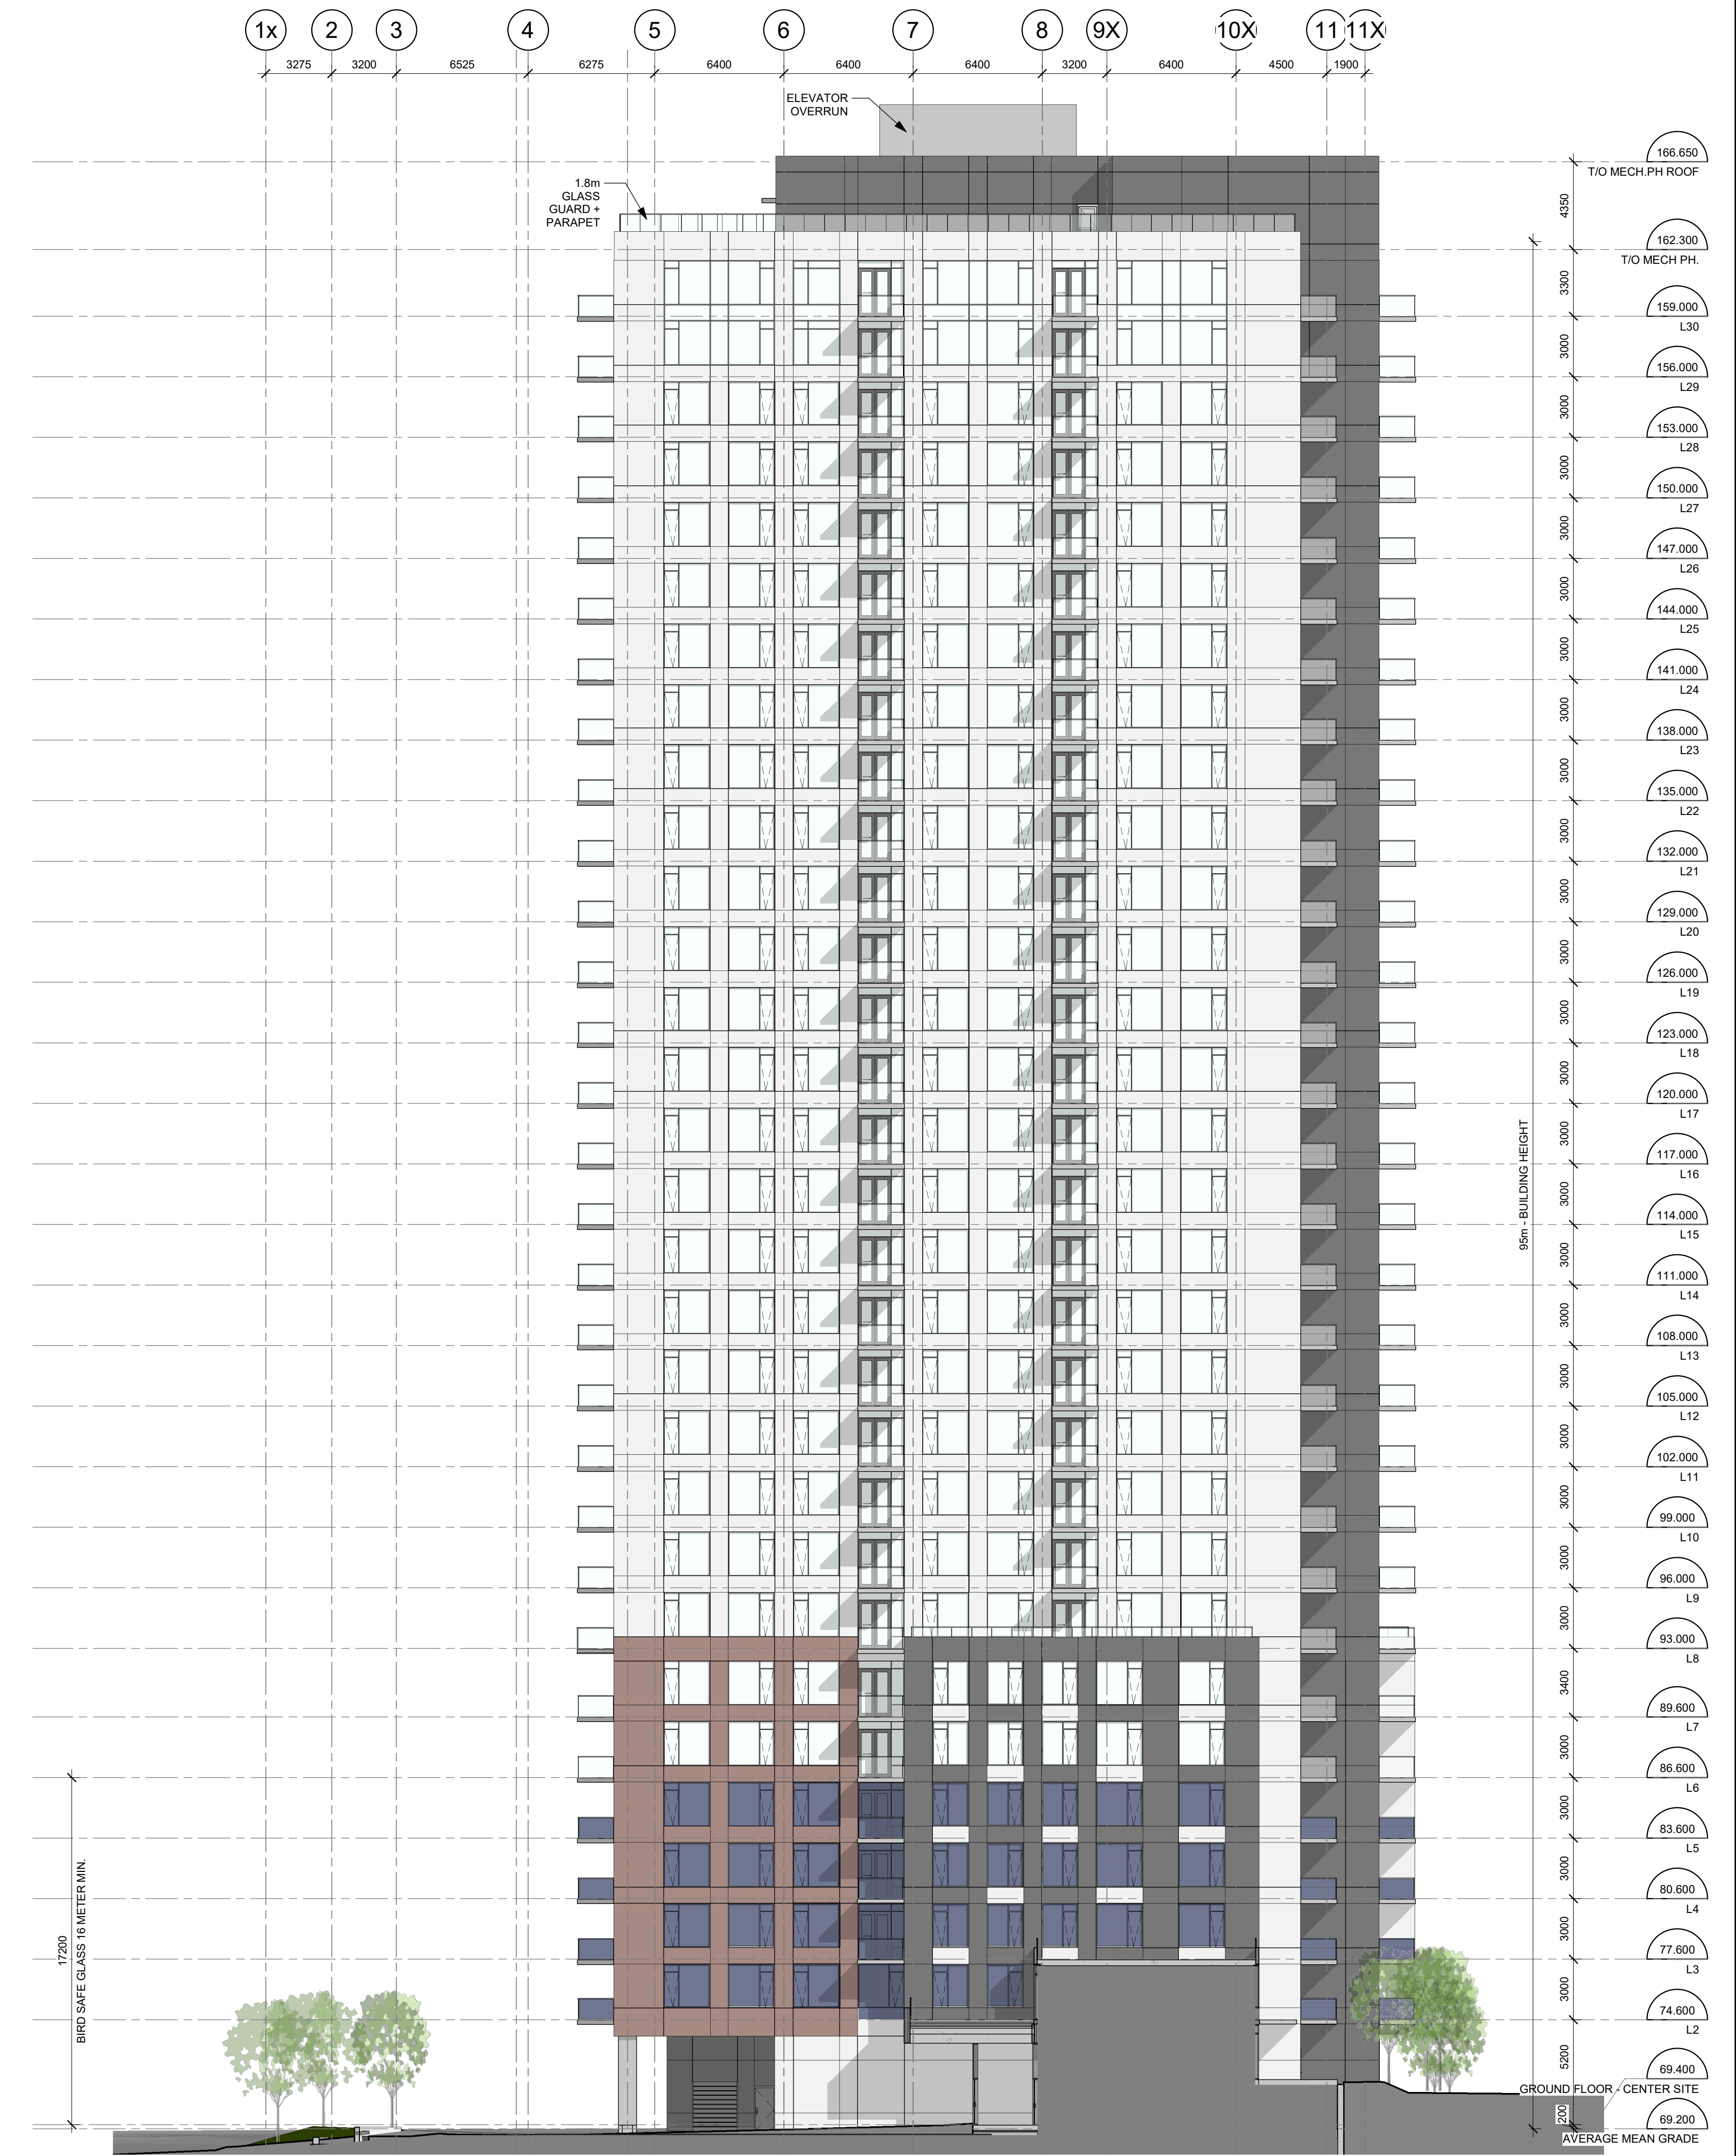 1x 2 3 4 5 6 7 8 9X 10X 11 11X
3275 3200 6525 6275 6400 6400 6400 3200 6400 4500 1900
ELEVATOR
OVERRUN
1.8m
GLASS
GUARD +
PARAPET
166.650
T/O MECH.PH ROOF
4350
162.300
T/O MECH PH.
3300
159.000
L30
3000
156.000
L29
3000
153.000
L28
3000
150.000
L27
3000
147.000
L26
3000
144.000
L25
3000
141.000
L24
3000
138.000
L23
3000
135.000
L22
3000
132.000
L21
3000
129.000
L20
3000
126.000
L19
3000
123.000
L18
3000
120.000
L17
3000
117.000
L16
3000
114.000
L15
3000
111.000
L14
3000
108.000
L13
3000
105.000
L12
3000
102.000
L11
3000
99.000
L10
3000
96.000
L9
3000
93.000
L8
3400
89.600
L7
3000
86.600
L6
3000
83.600
L5
3000
80.600
L4
3000
77.600
L3
3000
74.600
L2
5200
69.400
GROUND FLOOR - CENTER SITE
200
69.200
AVERAGE MEAN GRADE
95m - BUILDING HEIGHT
17200
BIRD SAFE GLASS 16 METER MIN.